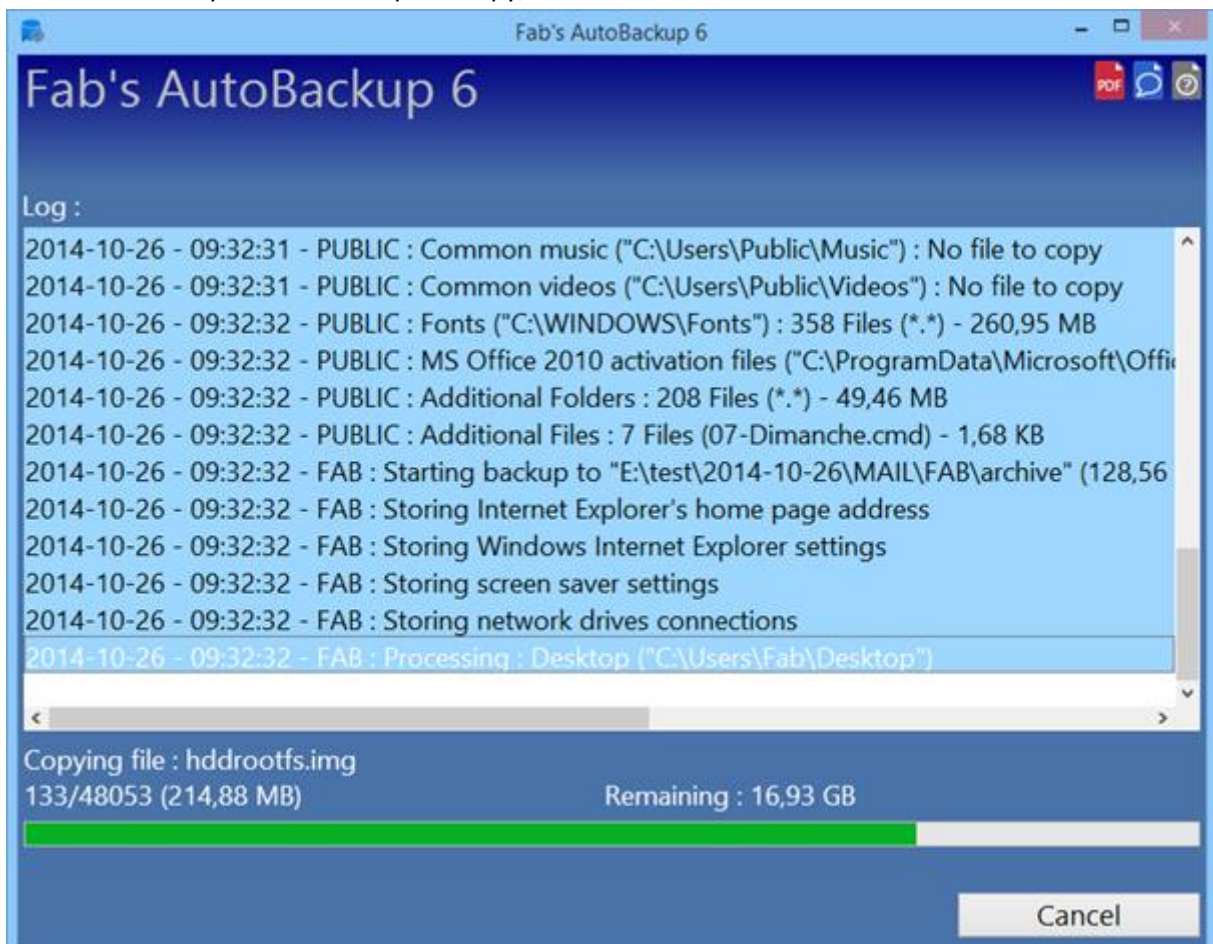 Fab's AutoBackup 6
Fab's AutoBackup 6
PDF
Log :
2014-10-26 - 09:32:31 - PUBLIC : Common music ("C:\Users\Public\Music") : No file to copy
2014-10-26 - 09:32:31 - PUBLIC : Common videos ("C:\Users\Public\Videos") : No file to copy
2014-10-26 - 09:32:32 - PUBLIC : Fonts ("C:\WINDOWS\Fonts") : 358 Files (*.*) - 260,95 MB
2014-10-26 - 09:32:32 - PUBLIC : MS Office 2010 activation files ("C:\ProgramData\Microsoft\Offi
2014-10-26 - 09:32:32 - PUBLIC : Additional Folders : 208 Files (*.*) - 49,46 MB
2014-10-26 - 09:32:32 - PUBLIC : Additional Files : 7 Files (07-Dimanche.cmd) - 1,68 KB
2014-10-26 - 09:32:32 - FAB : Starting backup to "E:\test\2014-10-26\MAIL\FAB\archive" (128,56
2014-10-26 - 09:32:32 - FAB : Storing Internet Explorer's home page address
2014-10-26 - 09:32:32 - FAB : Storing Windows Internet Explorer settings
2014-10-26 - 09:32:32 - FAB : Storing screen saver settings
2014-10-26 - 09:32:32 - FAB : Storing network drives connections
2014-10-26 - 09:32:32 - FAB : Processing : Desktop ("C:\Users\Fab\Desktop")
Copying file : hddrootfs.img
133/48053 (214,88 MB) Remaining : 16,93 GB
Cancel